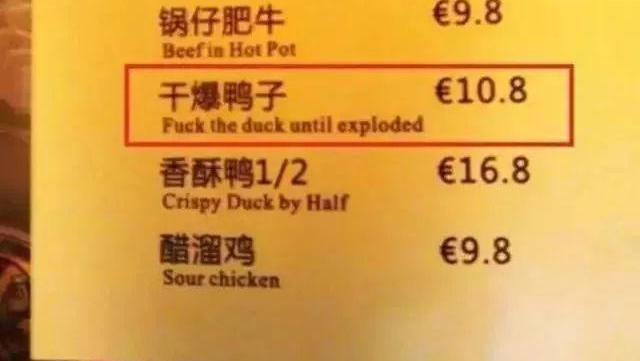 锅仔肥牛 €9.8
Beef in Hot Pot
干爆鸭子 €10.8
Fuck the duck until exploded
香酥鸭1/2 €16.8
Crispy Duck by Half
醋溜鸡 €9.8
Sour chicken